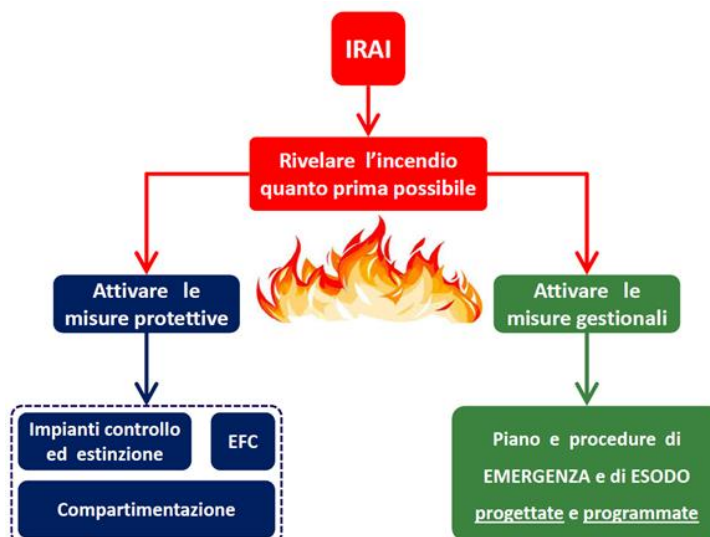 IRAI
Rivelare l'incendio
quanto prima possibile
Attivare le
misure protettive
Attivare le
misure gestionali
Impianti controllo
ed estinzione
EFC
Compartimentazione
Piano e procedure di
EMERGENZA e di ESODO
progettate e programmate